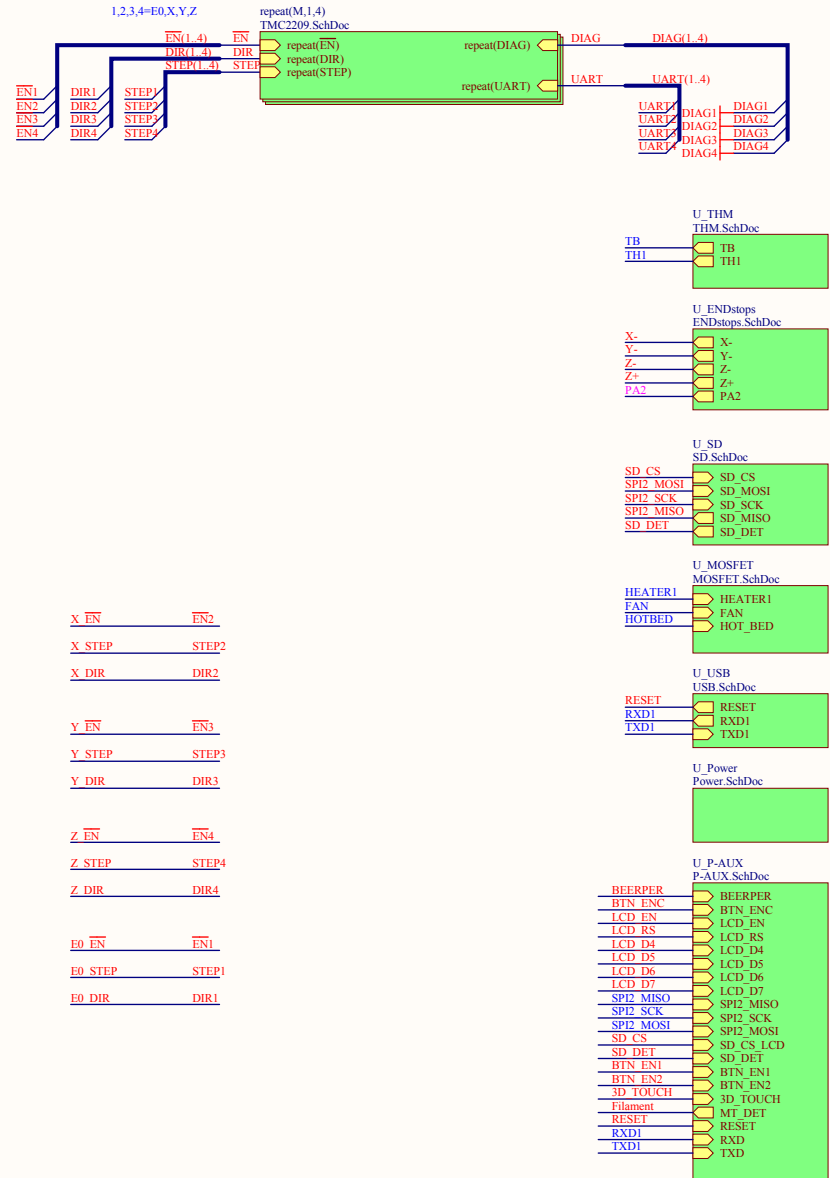 1,2,3,4=E0,X,Y,Z
repeat(M,1,4)
TMC2209.SchDoc
EN(1..4) EN repeat(EN) repeat(DIAG) DIAG DIAG(1..4)
DIR(1..4) DIR repeat(DIR)
STEP(1..4) STEP repeat(STEP)
repeat(UART) UART UART(1..4)
EN1 DIR1 STEP1
EN2 DIR2 STEP2
EN3 DIR3 STEP3
EN4 DIR4 STEP4
UART1 DIAG1 DIAG1
UART2 DIAG2 DIAG2
UART3 DIAG3 DIAG3
UART4 DIAG4 DIAG4
U_THM
THM.SchDoc
TB TB
TH1 TH1
U_ENDstops
ENDstops.SchDoc
X- X-
Y- Y-
Z- Z-
Z+ Z+
PA2 PA2
U_SD
SD.SchDoc
SD_CS SD_CS
SPI2_MOSI SD_MOSI
SPI2_SCK SD_SCK
SPI2_MISO SD_MISO
SD_DET SD_DET
U_MOSFET
MOSFET.SchDoc
HEATER1 HEATER1
FAN FAN
HOTBED HOT_BED
X_EN EN2
X_STEP STEP2
X_DIR DIR2
U_USB
USB.SchDoc
RESET RESET
RXD1 RXD1
TXD1 TXD1
Y_EN EN3
Y_STEP STEP3
Y_DIR DIR3
U_Power
Power.SchDoc
Z_EN EN4
Z_STEP STEP4
Z_DIR DIR4
E0_EN EN1
E0_STEP STEP1
E0_DIR DIR1
U_P-AUX
P-AUX.SchDoc
BEERPER BEERPER
BTN_ENC BTN_ENC
LCD_EN LCD_EN
LCD_RS LCD_RS
LCD_D4 LCD_D4
LCD_D5 LCD_D5
LCD_D6 LCD_D6
LCD_D7 LCD_D7
SPI2_MISO SPI2_MISO
SPI2_SCK SPI2_SCK
SPI2_MOSI SPI2_MOSI
SD_CS SD_CS_LCD
SD_DET SD_DET
BTN_EN1 BTN_EN1
BTN_EN2 BTN_EN2
3D_TOUCH 3D_TOUCH
Filament MT_DET
RESET RESET
RXD1 RXD
TXD1 TXD